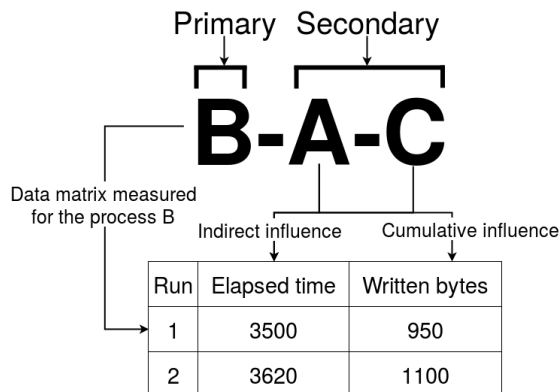 Primary Secondary
B-A-C
Data matrix measured
for the process B
Indirect influence Cumulative influence
Run Elapsed time Written bytes
1 3500 950
2 3620 1100